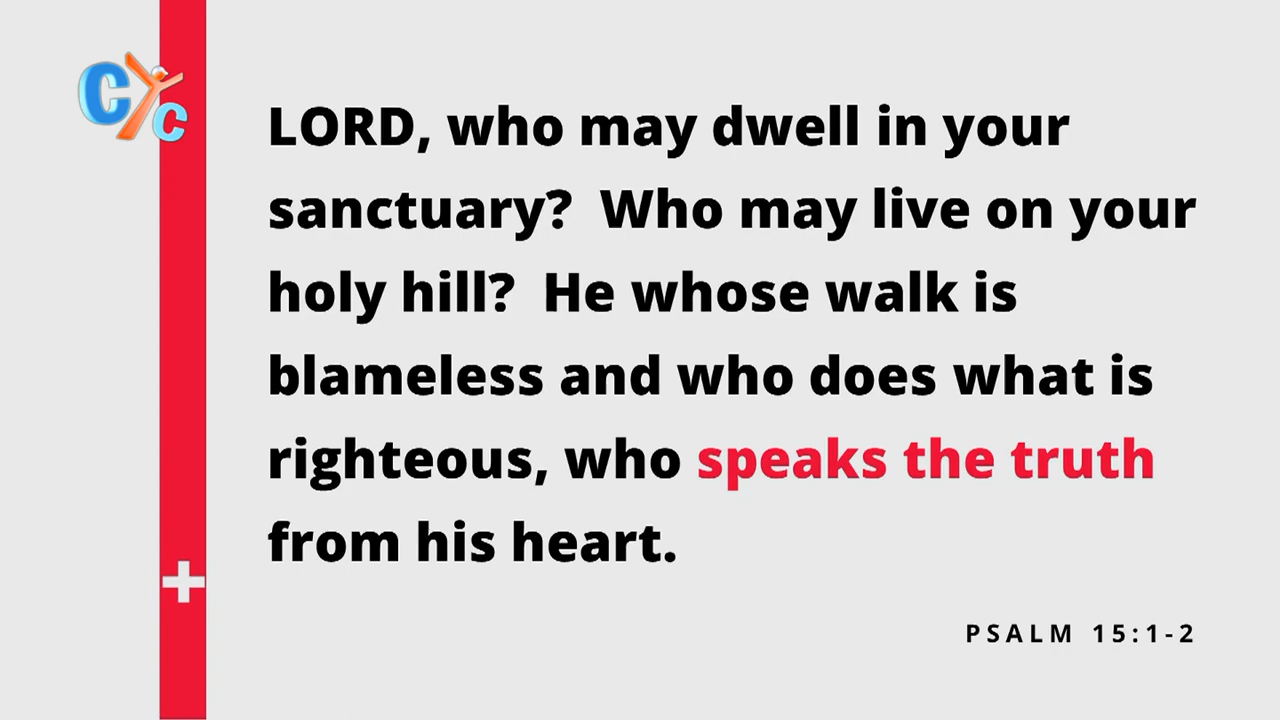 CYC
LORD, who may dwell in your
sanctuary?  Who may live on your
holy hill?  He whose walk is
blameless and who does what is
righteous, who speaks the truth
from his heart.
PSALM 15:1-2